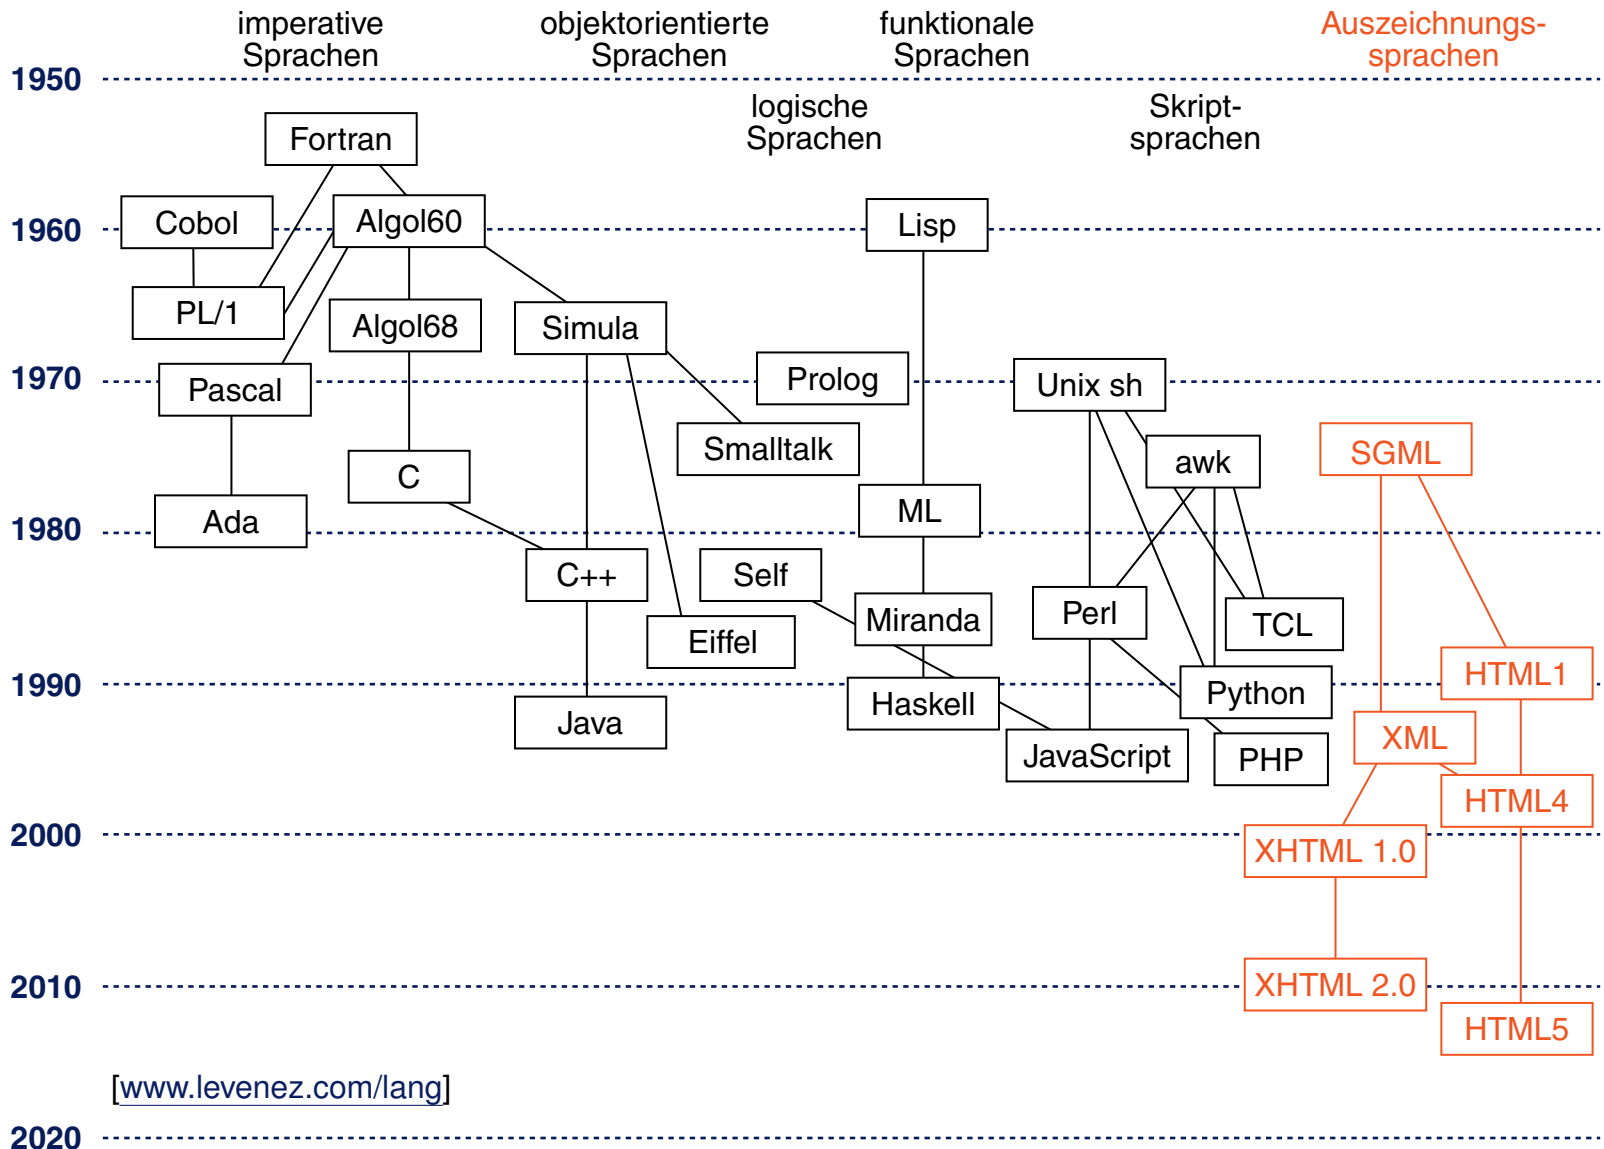 imperative
Sprachen
objektorientierte
Sprachen
funktionale
Sprachen
Auszeichnungs-
sprachen
1950
logische
Sprachen
Skript-
sprachen
Fortran
Cobol
Algol60
Lisp
1960
PL/1
Algol68
Simula
1970
Pascal
Prolog
Unix sh
Smalltalk
awk
SGML
C
ML
Ada
1980
C++
Self
Miranda
Perl
TCL
Eiffel
HTML1
1990
Haskell
Python
Java
JavaScript
PHP
XML
HTML4
2000
XHTML 1.0
2010
XHTML 2.0
HTML5
[www.levenez.com/lang]
2020